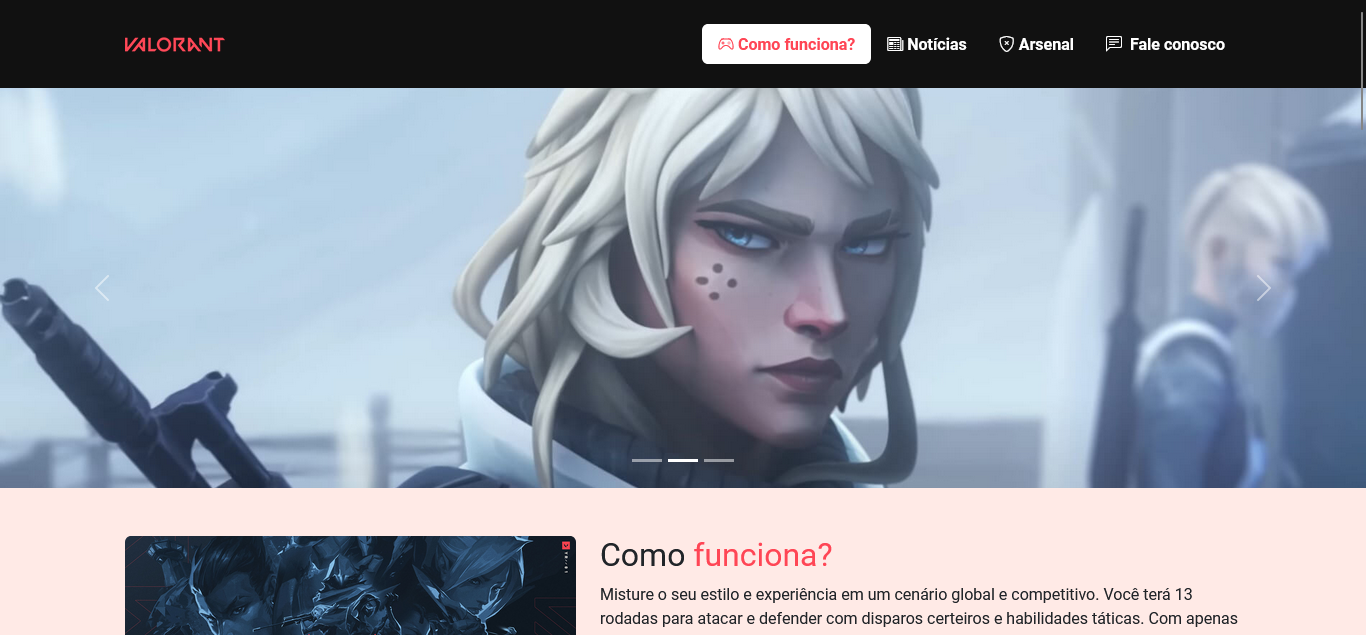 VALORANT
Como funciona?
Notícias
Arsenal
Fale conosco
Como funciona?
Misture o seu estilo e experiência em um cenário global e competitivo. Você terá 13
rodadas para atacar e defender com disparos certeiros e habilidades táticas. Com apenas